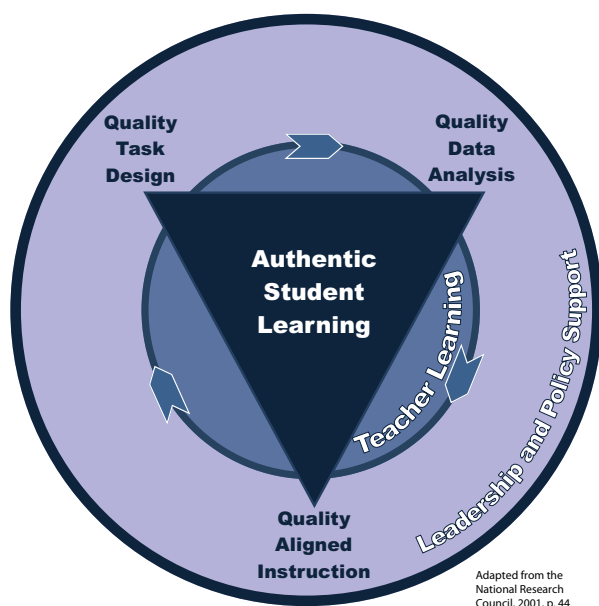 Quality
Task
Design
Quality
Data
Analysis
Authentic
Student
Learning
Teacher Learning
Leadership and Policy Support
Quality
Aligned
Instruction
Adapted from the
National Research
Council, 2001, p. 44